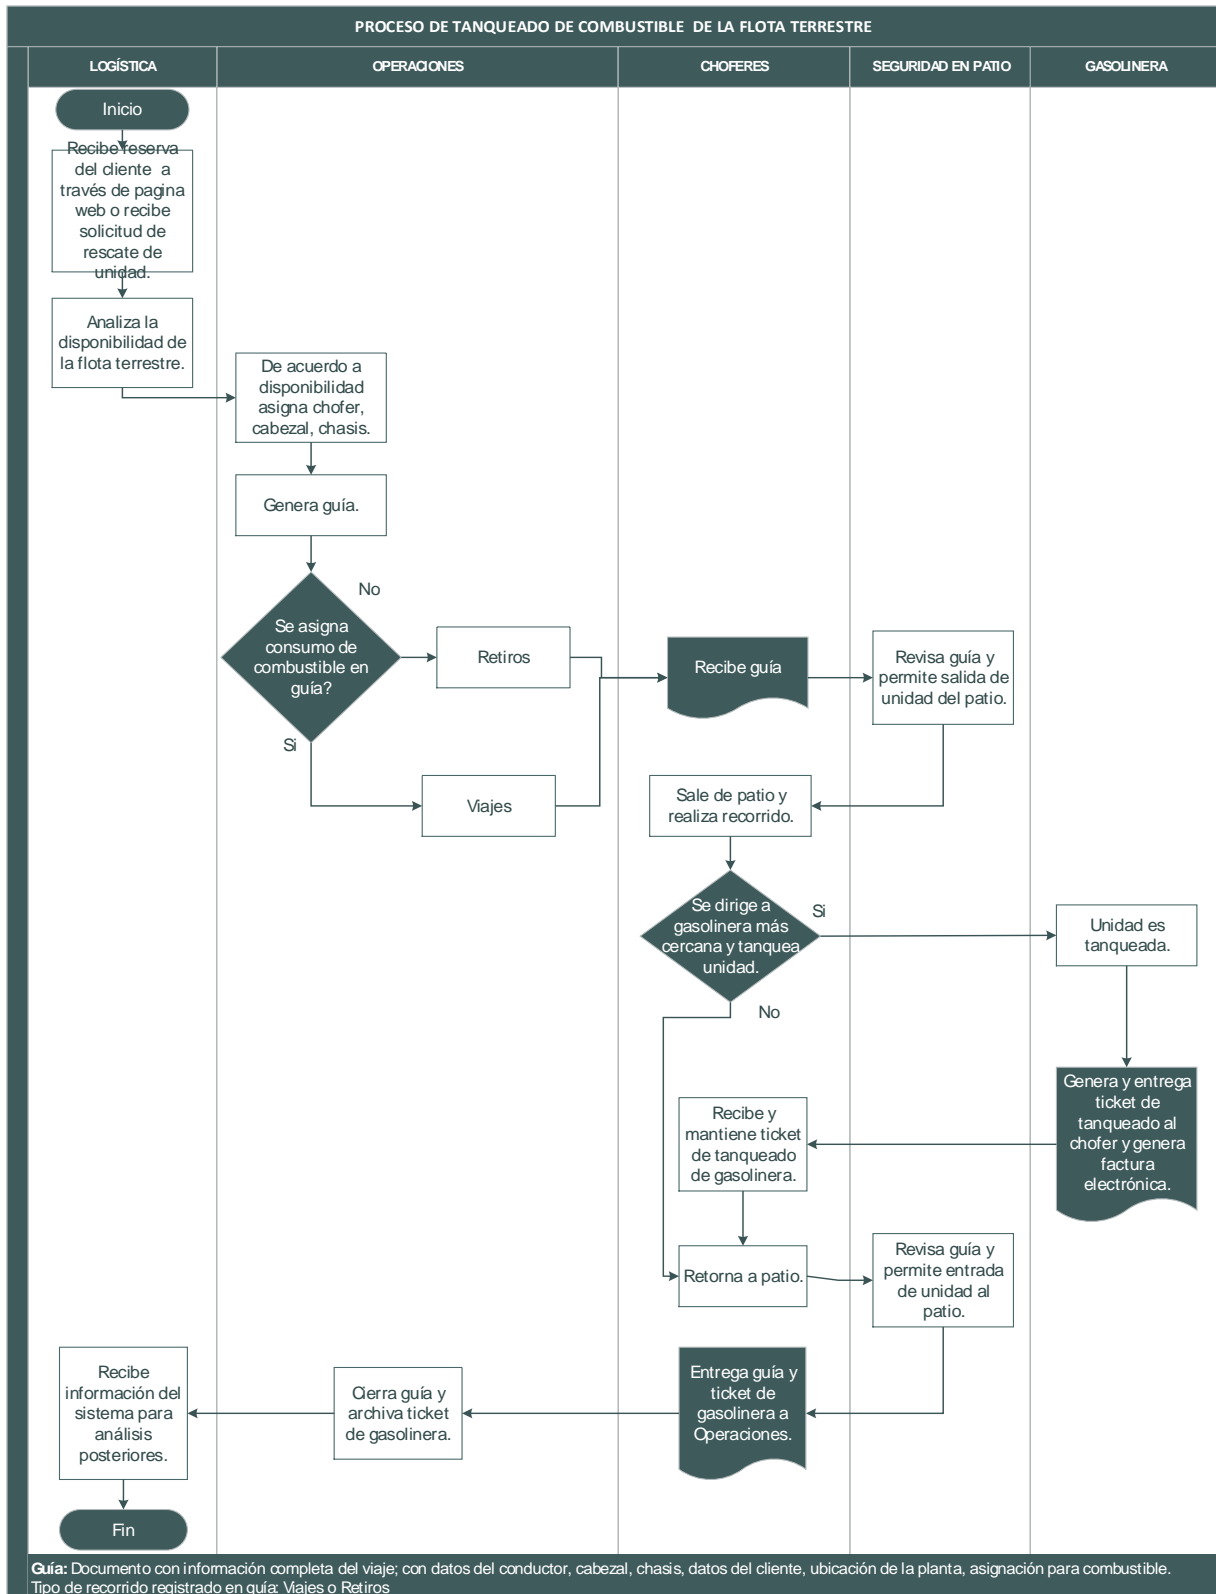 PROCESO DE TANQUEADO DE COMBUSTIBLE DE LA FLOTA TERRESTRE
LOGÍSTICA
OPERACIONES
CHOFERES
SEGURIDAD EN PATIO
GASOLINERA
Inicio
Recibe reserva
del cliente a
través de pagina
web o recibe
solicitud de
rescate de
unidad.
Analiza la
disponibilidad de
la flota terrestre.
De acuerdo a
disponibilidad
asigna chofer,
cabezal, chasis.
Genera guía.
Se asigna
consumo de
combustible en
guía?
No
Si
Retiros
Viajes
Recibe guía
Revisa guía y
permite salida de
unidad del patio.
Sale de patio y
realiza recorrido.
Se dirige a
gasolinera más
cercana y tanquea
unidad.
Si
No
Unidad es
tanqueada.
Genera y entrega
ticket de
tanqueado al
chofer y genera
factura
electrónica.
Recibe y
mantiene ticket
de tanqueado
de gasolinera.
Retorna a patio.
Revisa guía y
permite entrada
de unidad al
patio.
Entrega guía y
ticket de
gasolinera a
Operaciones.
Cierra guía y
archiva ticket
de gasolinera.
Recibe
información del
sistema para
análisis
posteriores.
Fin
Guía: Documento con información completa del viaje; con datos del conductor, cabezal, chasis, datos del cliente, ubicación de la planta, asignación para combustible.
Tipo de recorrido registrado en guía: Viajes o Retiros